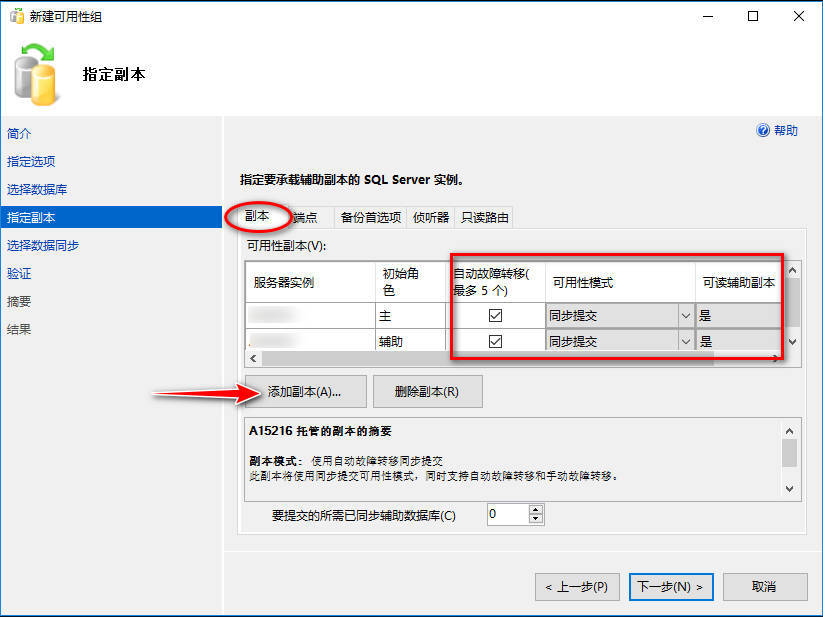 新建可用性组
指定副本
简介
指定选项
选择数据库
指定副本
选择数据同步
验证
摘要
结果
帮助
指定要承载辅助副本的 SQL Server 实例。
副本 端点 备份首选项 侦听器 只读路由
可用性副本(V):
服务器实例 初始角色 自动故障转移(最多 5 个) 可用性模式 可读辅助副本
主 同步提交 是
辅助 同步提交 是
添加副本(A)... 删除副本(R)
A15216 托管的副本的摘要
副本模式: 使用自动故障转移同步提交
此副本将使用同步提交可用性模式，同时支持自动故障转移和手动故障转移。
要提交的所需已同步辅助数据库(C) 0
< 上一步(P) 下一步(N) > 取消